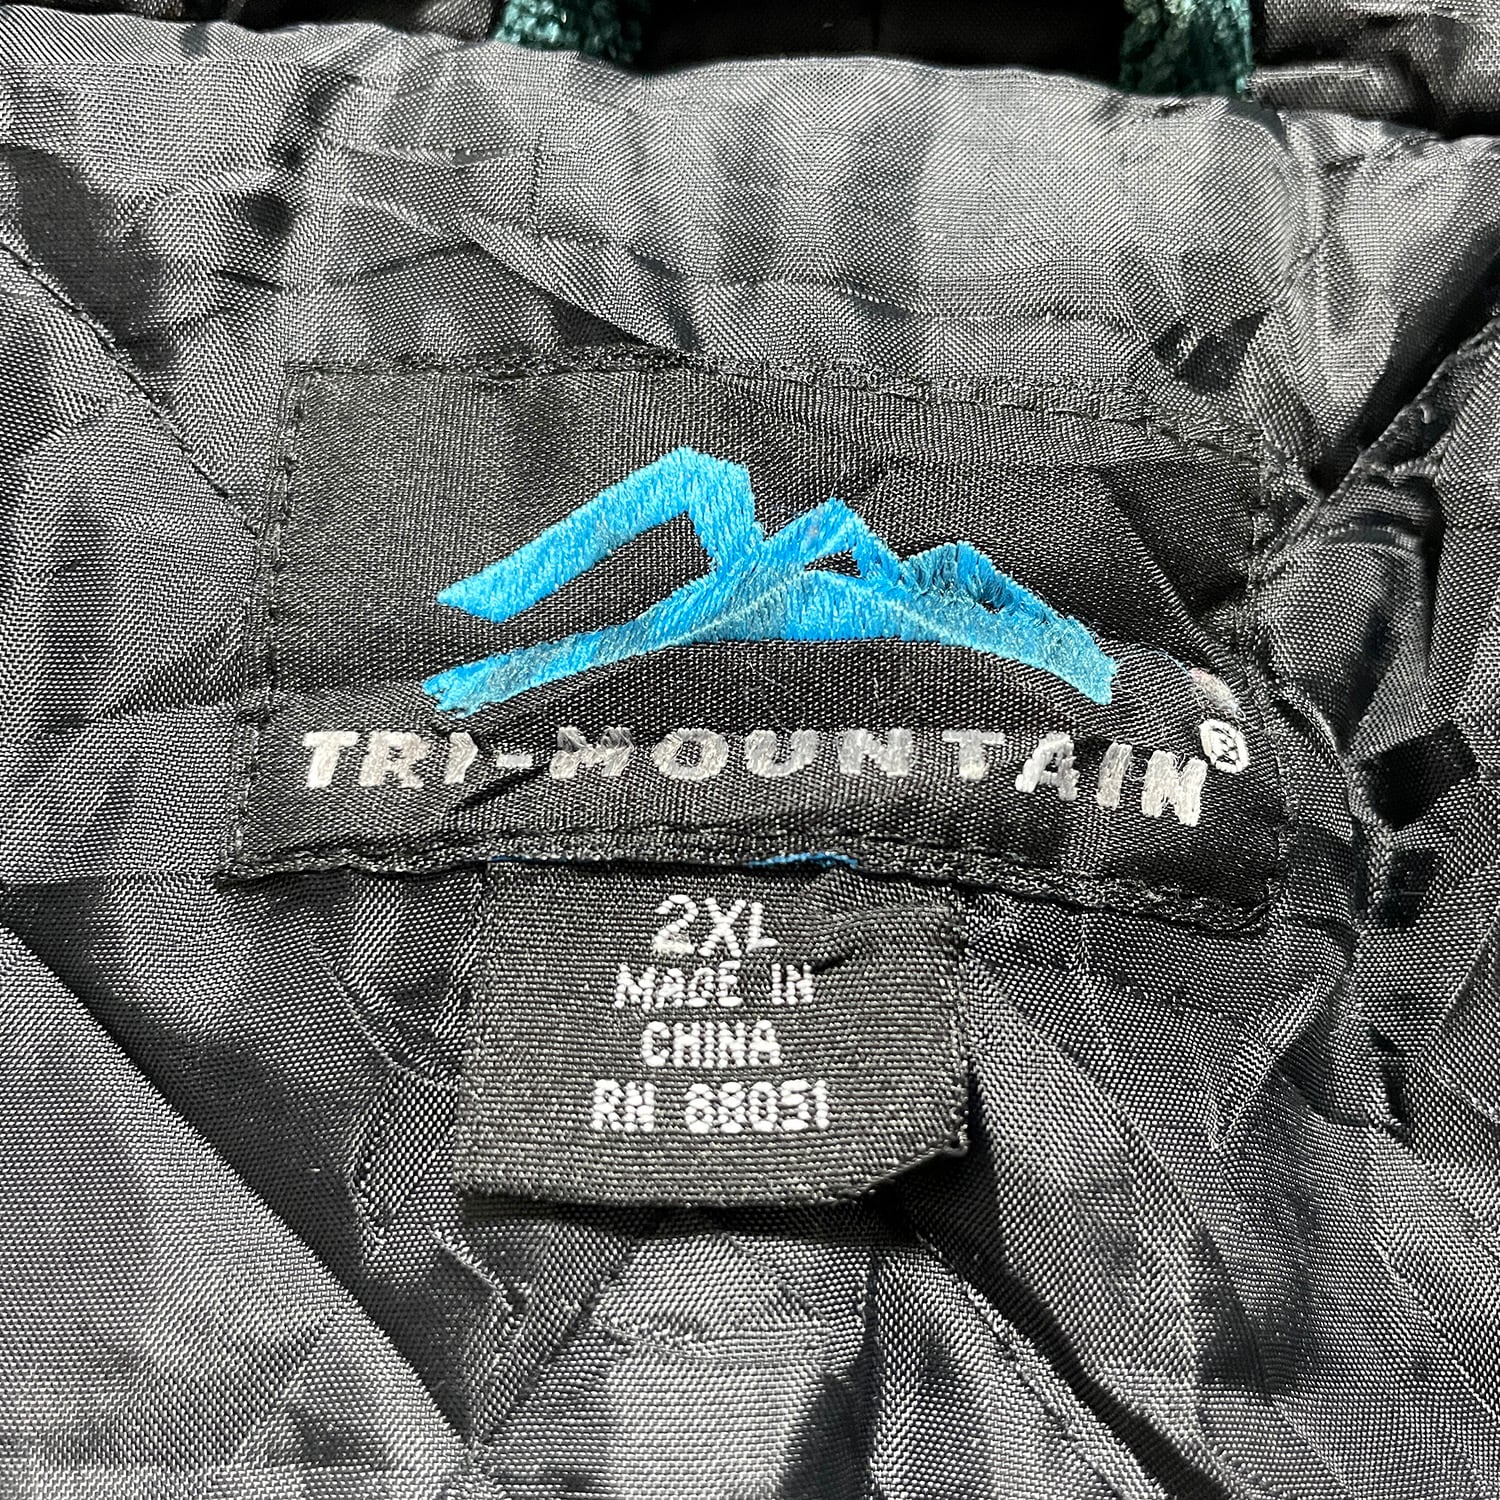 TRI-MOUNTAIN®
2XL
MADE IN
CHINA
RN 88051